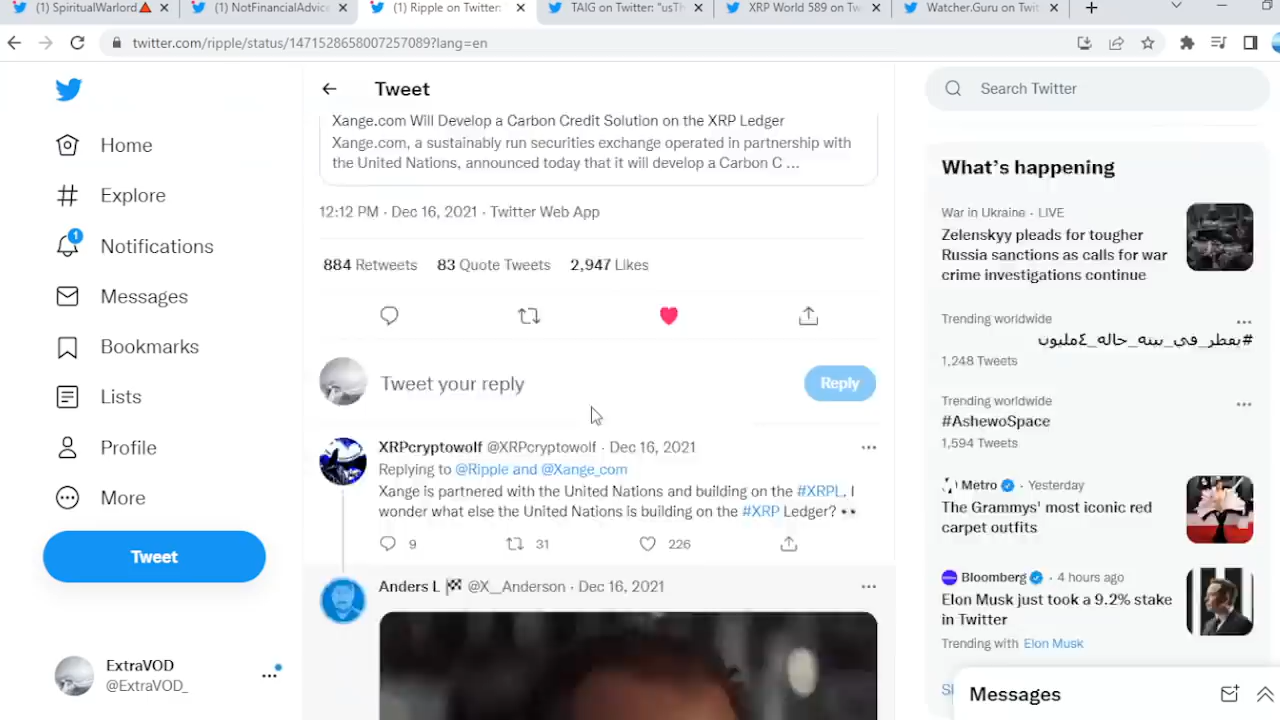 (1) SpiritualWarlord
(1) NotFinancialAdvice
(1) Ripple on Twitter:
TAIG on Twitter: "usTh
XRP World 589 on Tw
Watcher.Guru on Twit
twitter.com/ripple/status/1471528658007257089?lang=en
Home
Explore
1
Notifications
Messages
Bookmarks
Lists
Profile
More
Tweet
ExtraVOD
@ExtraVOD_
Tweet
Xange.com Will Develop a Carbon Credit Solution on the XRP Ledger
Xange.com, a sustainably run securities exchange operated in partnership with
the United Nations, announced today that it will develop a Carbon C ...
12:12 PM · Dec 16, 2021 · Twitter Web App
884 Retweets 83 Quote Tweets 2,947 Likes
Tweet your reply
Reply
XRPcryptowolf @XRPcryptowolf · Dec 16, 2021
Replying to @Ripple and @Xange_com
Xange is partnered with the United Nations and building on the #XRPL. I
wonder what else the United Nations is building on the #XRP Ledger? 👀
9 31 226
Anders L 🏁 @X__Anderson · Dec 16, 2021
Search Twitter
What's happening
War in Ukraine · LIVE
Zelenskyy pleads for tougher
Russia sanctions as calls for war
crime investigations continue
Trending worldwide
1,248 Tweets
Trending worldwide
#AshewoSpace
1,594 Tweets
Metro · Yesterday
The Grammys' most iconic red
carpet outfits
Bloomberg · 4 hours ago
Elon Musk just took a 9.2% stake
in Twitter
Trending with Elon Musk
Messages